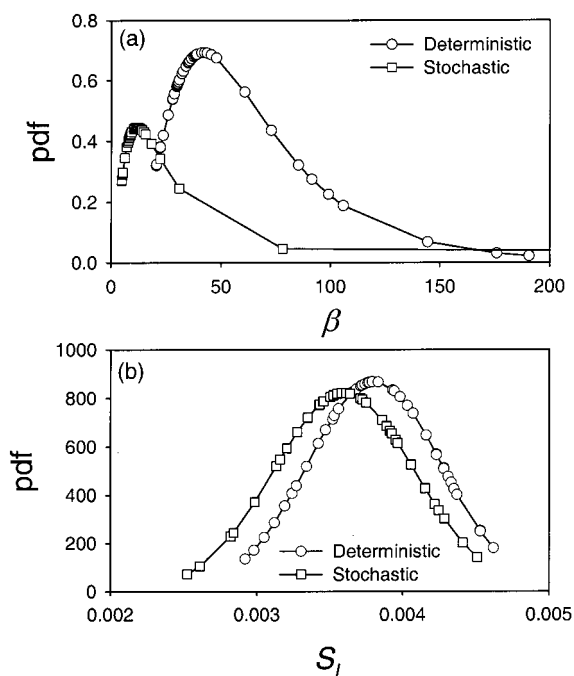 (a)
Deterministic
Stochastic
pdf
0.8
0.6
0.4
0.2
0.0
0 50 100 150 200
β
(b)
pdf
1000
800
600
400
200
0
Deterministic
Stochastic
0.002 0.003 0.004 0.005
S_I